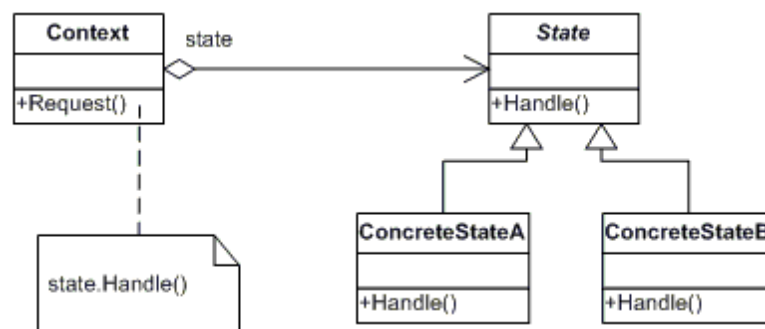 Context
state
State
+Request()
+Handle()
ConcreteStateA
ConcreteStateB
state.Handle()
+Handle()
+Handle()